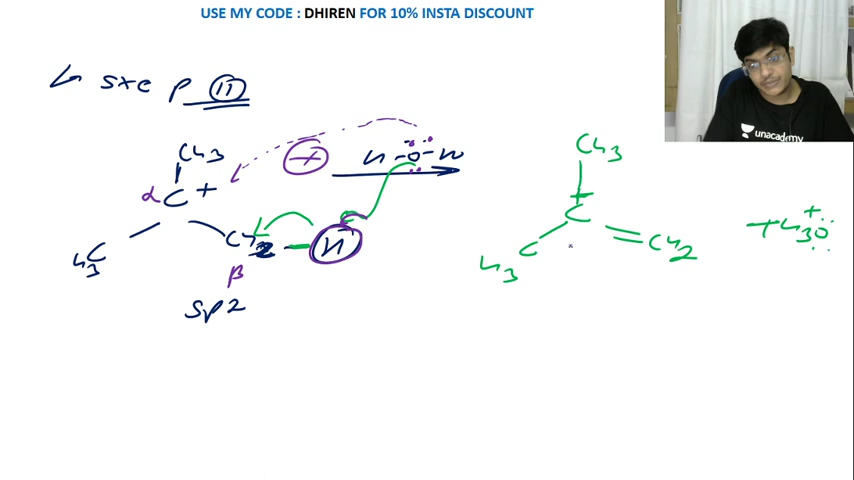 USE MY CODE : DHIREN FOR 10% INSTA DISCOUNT
unacademy
↳ step II
CH3
α C +
H3C
CH2 - H
β
sp2
+
H-O-H
CH3
+
C
H3C
=CH2
+ H3O
+